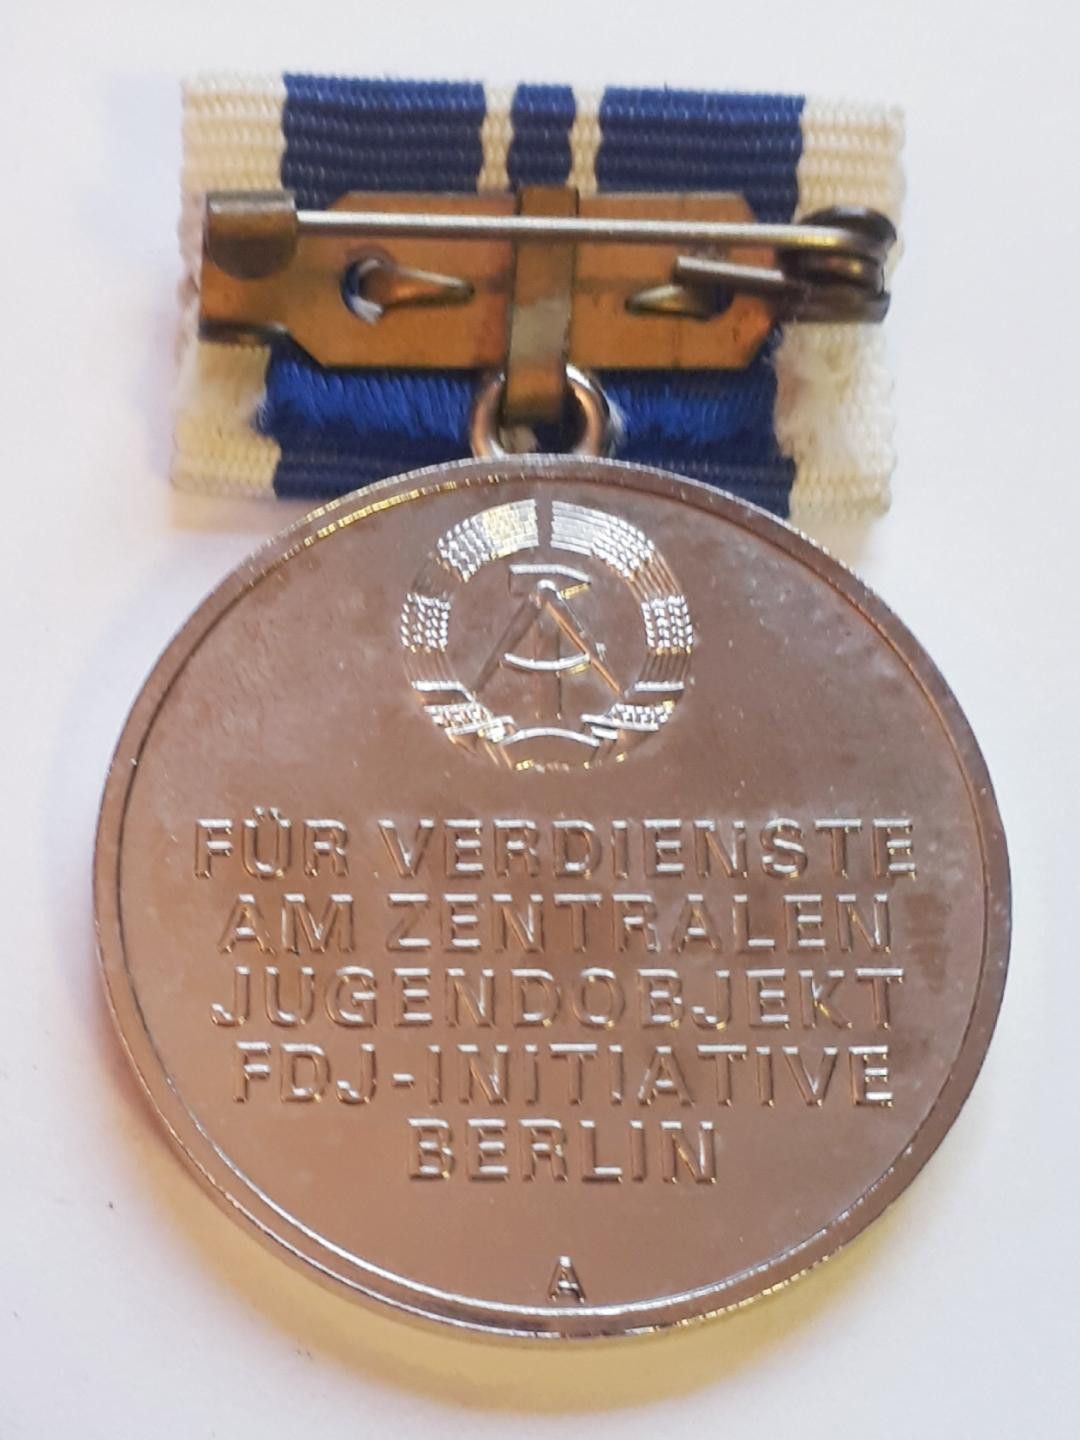 FÜR VERDIENSTE
AM ZENTRALEN
JUGENDOBJEKT
FDJ-INITIATIVE
BERLIN
A